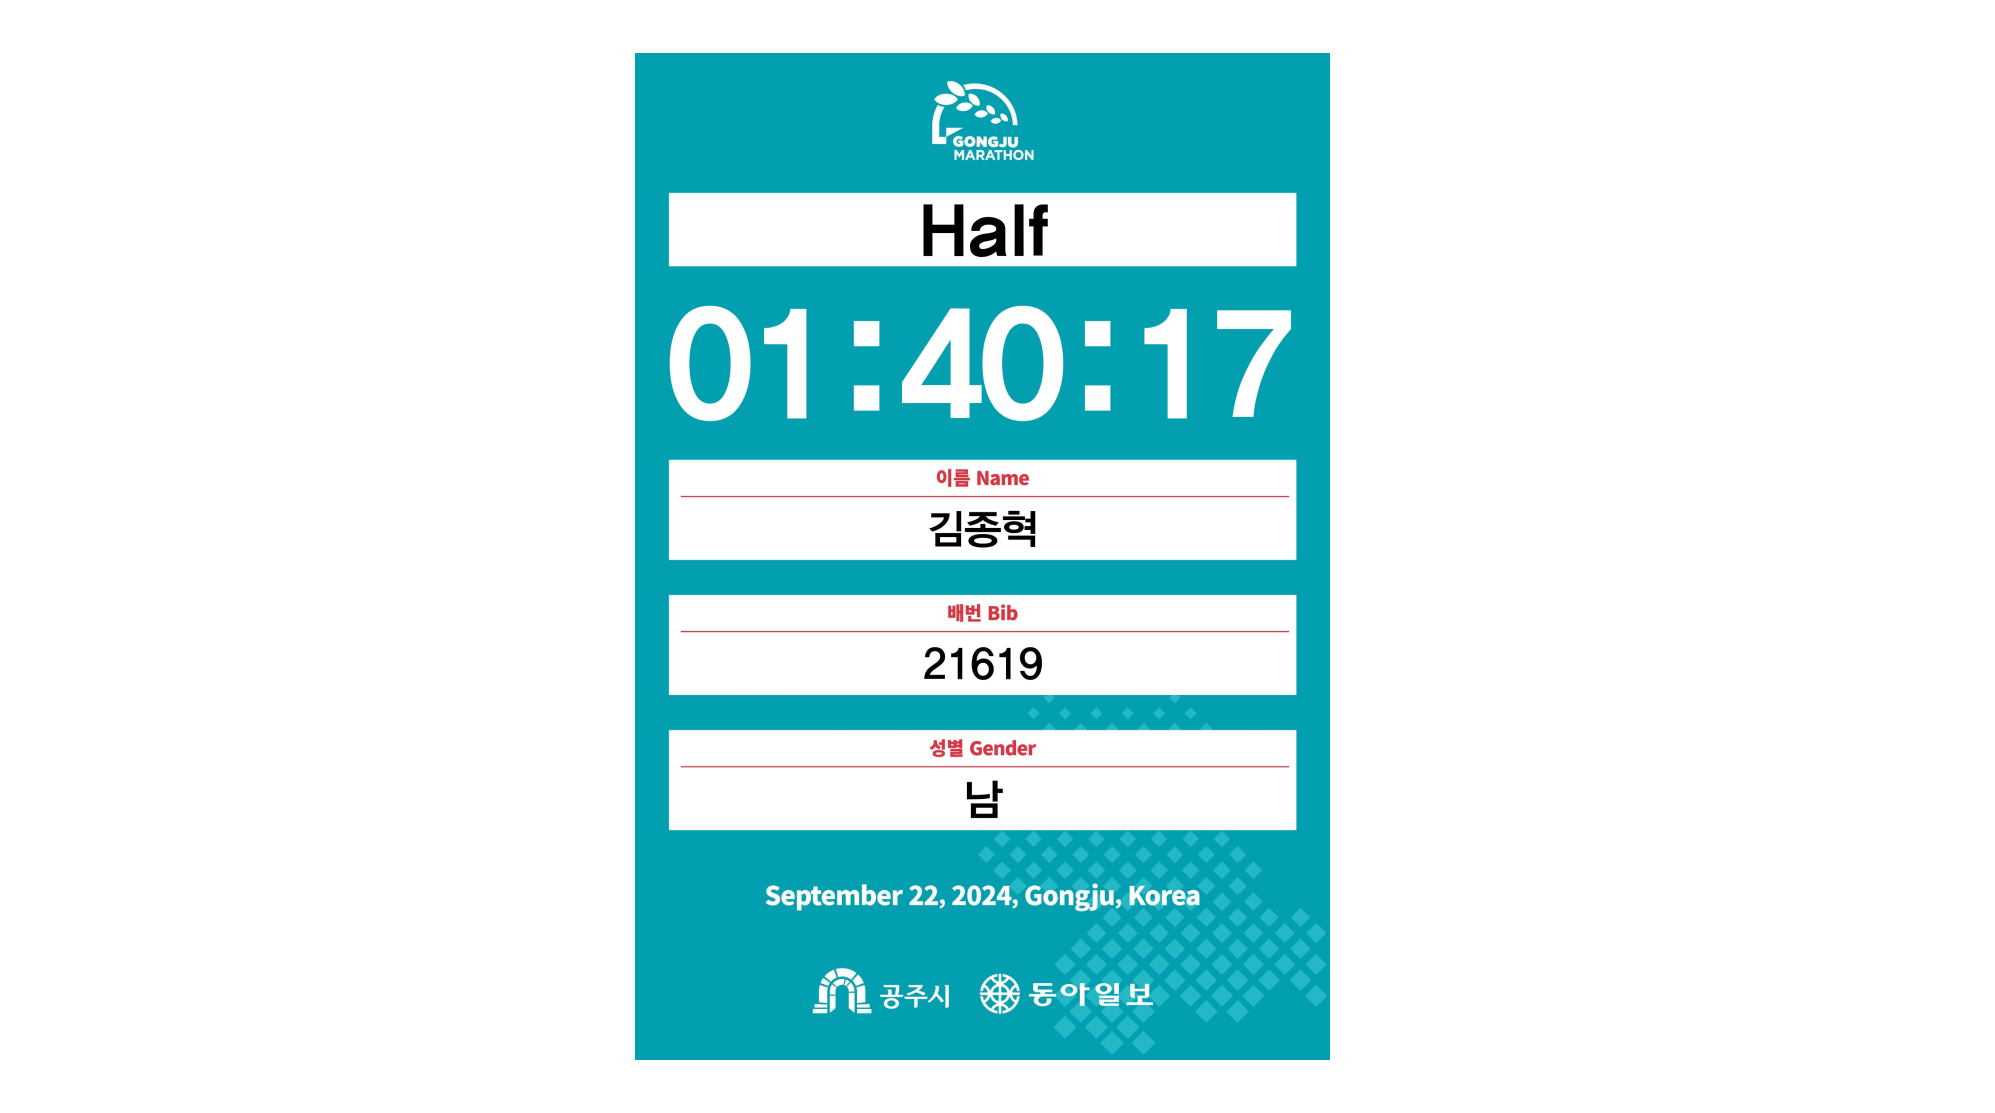 GONGJU
MARATHON
Half
01:40:17
이름 Name
김종혁
배번 Bib
21619
성별 Gender
남
September 22, 2024, Gongju, Korea
공주시 동아일보